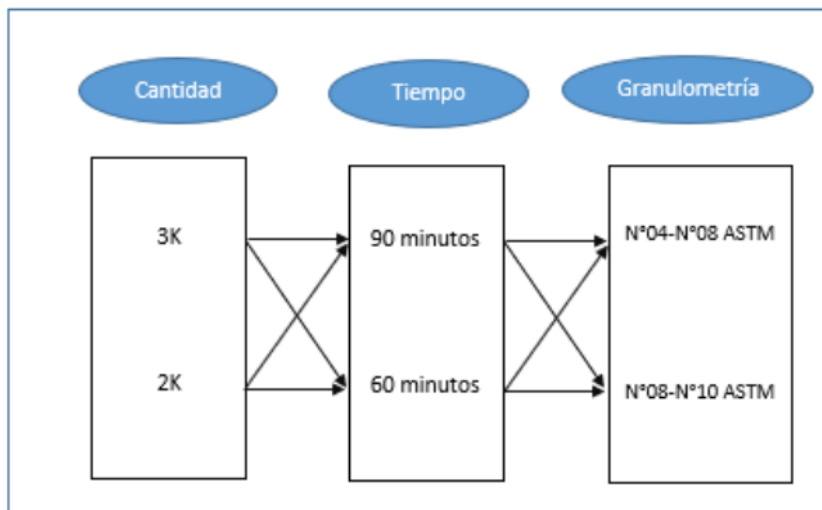 Cantidad
Tiempo
Granulometría
3K
90 minutos
N°04-N°08 ASTM
2K
60 minutos
N°08-N°10 ASTM